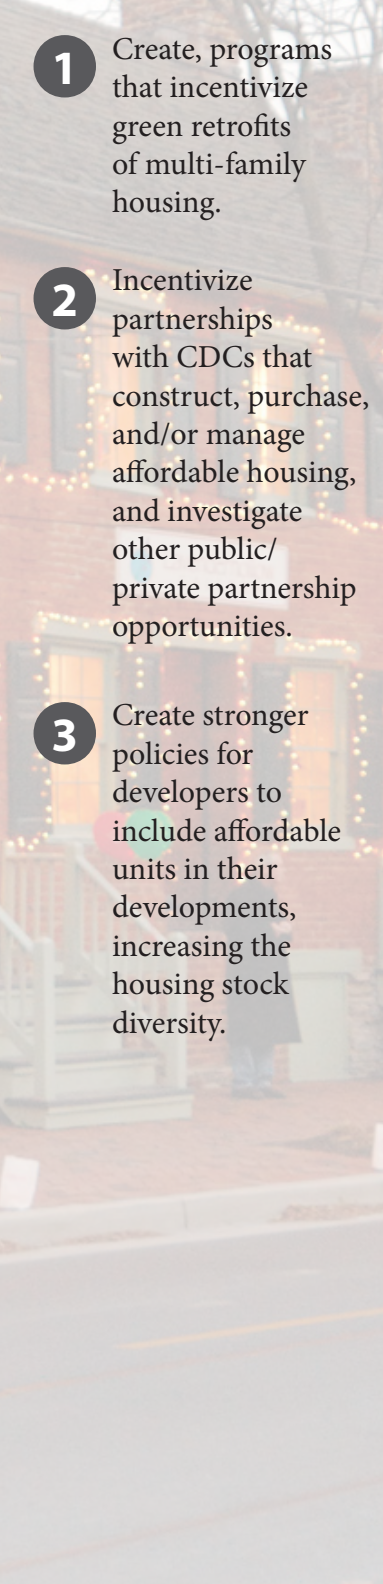 1 Create, programs
that incentivize
green retrofits
of multi-family
housing.
2 Incentivize
partnerships
with CDCs that
construct, purchase,
and/or manage
affordable housing,
and investigate
other public/
private partnership
opportunities.
3 Create stronger
policies for
developers to
include affordable
units in their
developments,
increasing the
housing stock
diversity.